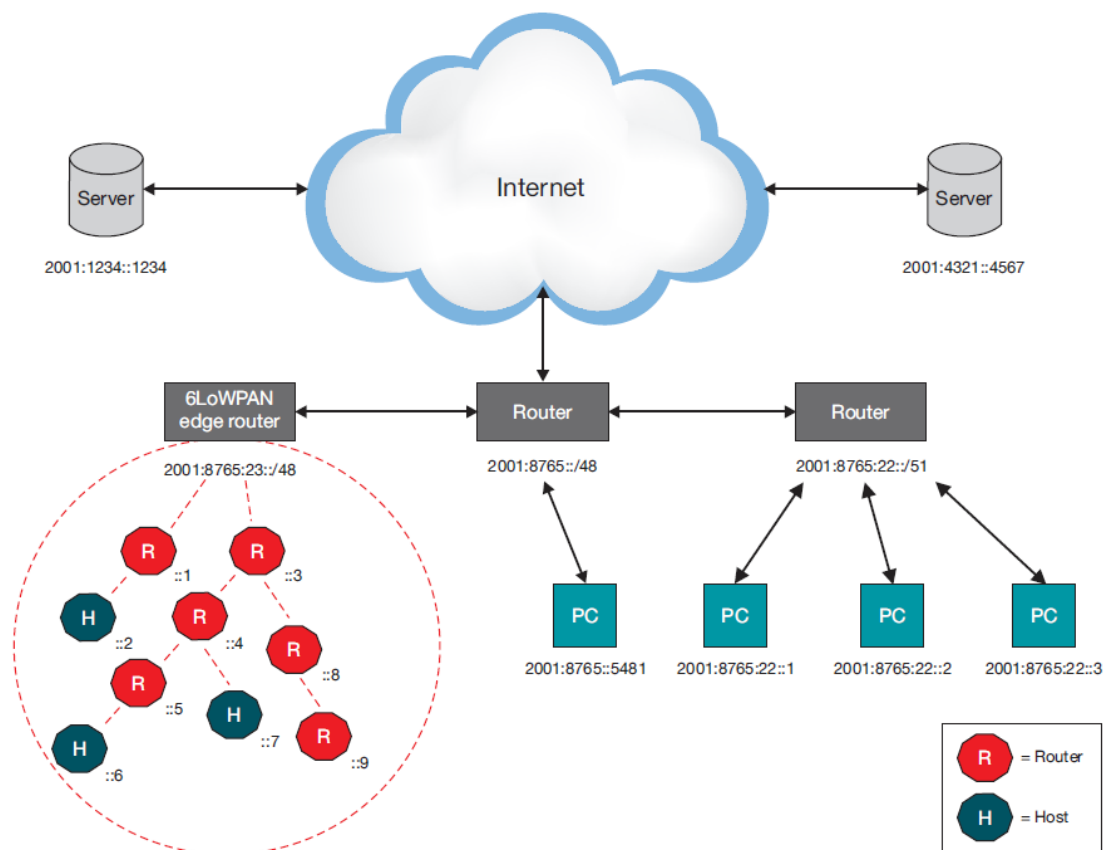 Internet
Server
Server
2001:1234::1234
2001:4321::4567
6LoWPAN
edge router
Router
Router
2001:8765:23::/48
2001:8765::/48
2001:8765:22::/51
R
::1
R
::3
H
::2
R
::4
R
::8
R
::5
H
::7
R
::9
H
::6
PC
PC
PC
PC
2001:8765::5481
2001:8765:22::1
2001:8765:22::2
2001:8765:22::3
R = Router
H = Host